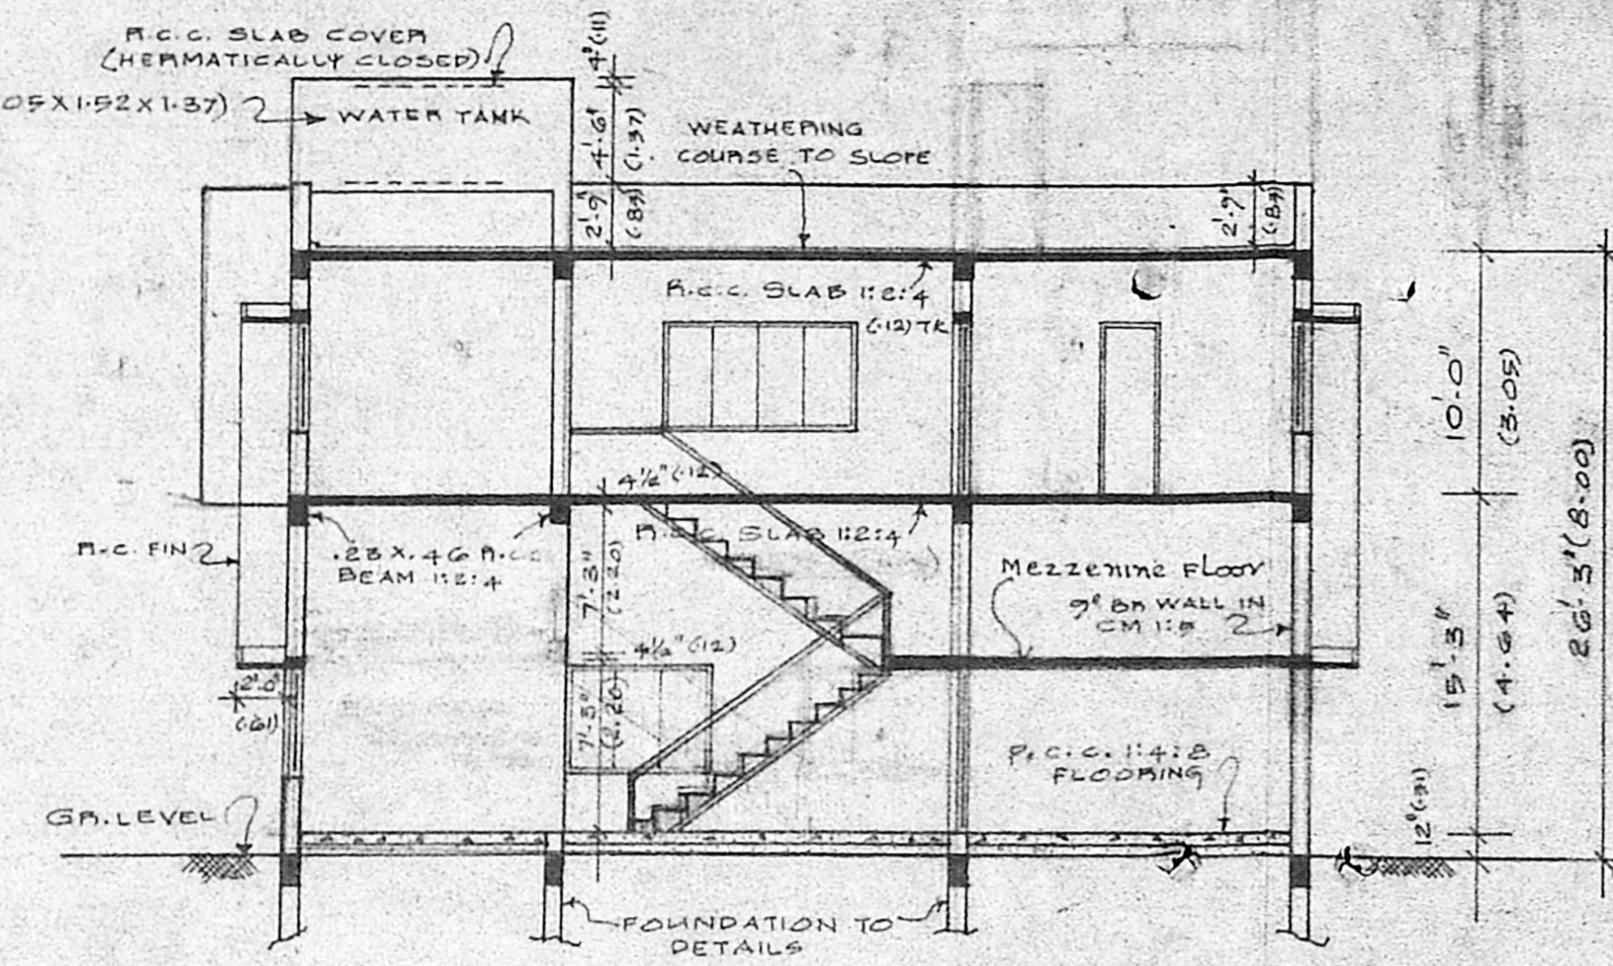 R.C.C. SLAB COVER
(HERMATICALLY CLOSED)
05X1.52X1.37)
WATER TANK
4"(.11)
4'-6"
(1.37)
2'-9"
(.84)
WEATHERING
COURSE TO SLOPE
2'-9"
(.84)
R.C.C. SLAB 1:2:4
(.12) TK
10'-0"
(3.05)
26'-3"(8.00)
4½"(.12)
R.C.C. SLAB 1:2:4
R.C. FIN
.23 X .46 R.C.C
BEAM 1:2:4
7'-3"
(2.20)
Mezzenine Floor
9" BR WALL IN
CM 1:5
15'-3"
(4.64)
4½"(.12)
2'-0"
(.61)
7'-3"
(2.20)
P.C.C. 1:4:8
FLOORING
12"(.31)
GR. LEVEL
FOUNDATION TO
DETAILS